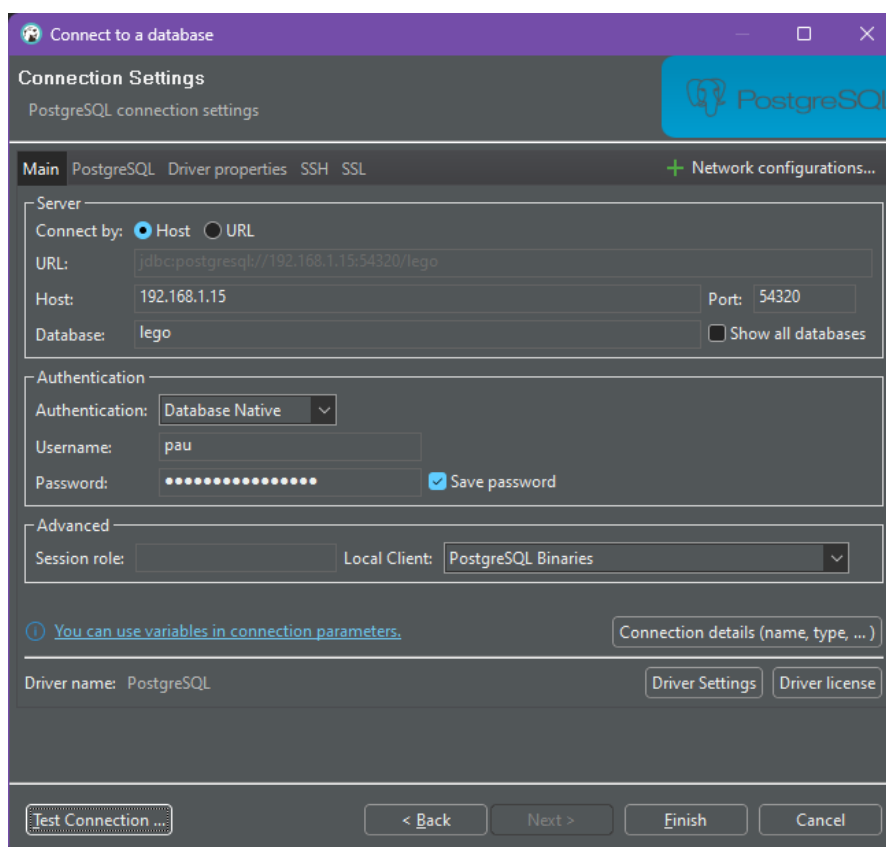 Connect to a database
Connection Settings
PostgreSQL connection settings
PostgreSQL
Main PostgreSQL Driver properties SSH SSL Network configurations...
Server
Connect by: Host URL
URL: jdbc:postgresql://192.168.1.15:54320/lego
Host: 192.168.1.15 Port: 54320
Database: lego Show all databases
Authentication
Authentication: Database Native
Username: pau
Password: •••••••••••••••• Save password
Advanced
Session role: Local Client: PostgreSQL Binaries
You can use variables in connection parameters. Connection details (name, type, ... )
Driver name: PostgreSQL Driver Settings Driver license
Test Connection ... < Back Next > Finish Cancel